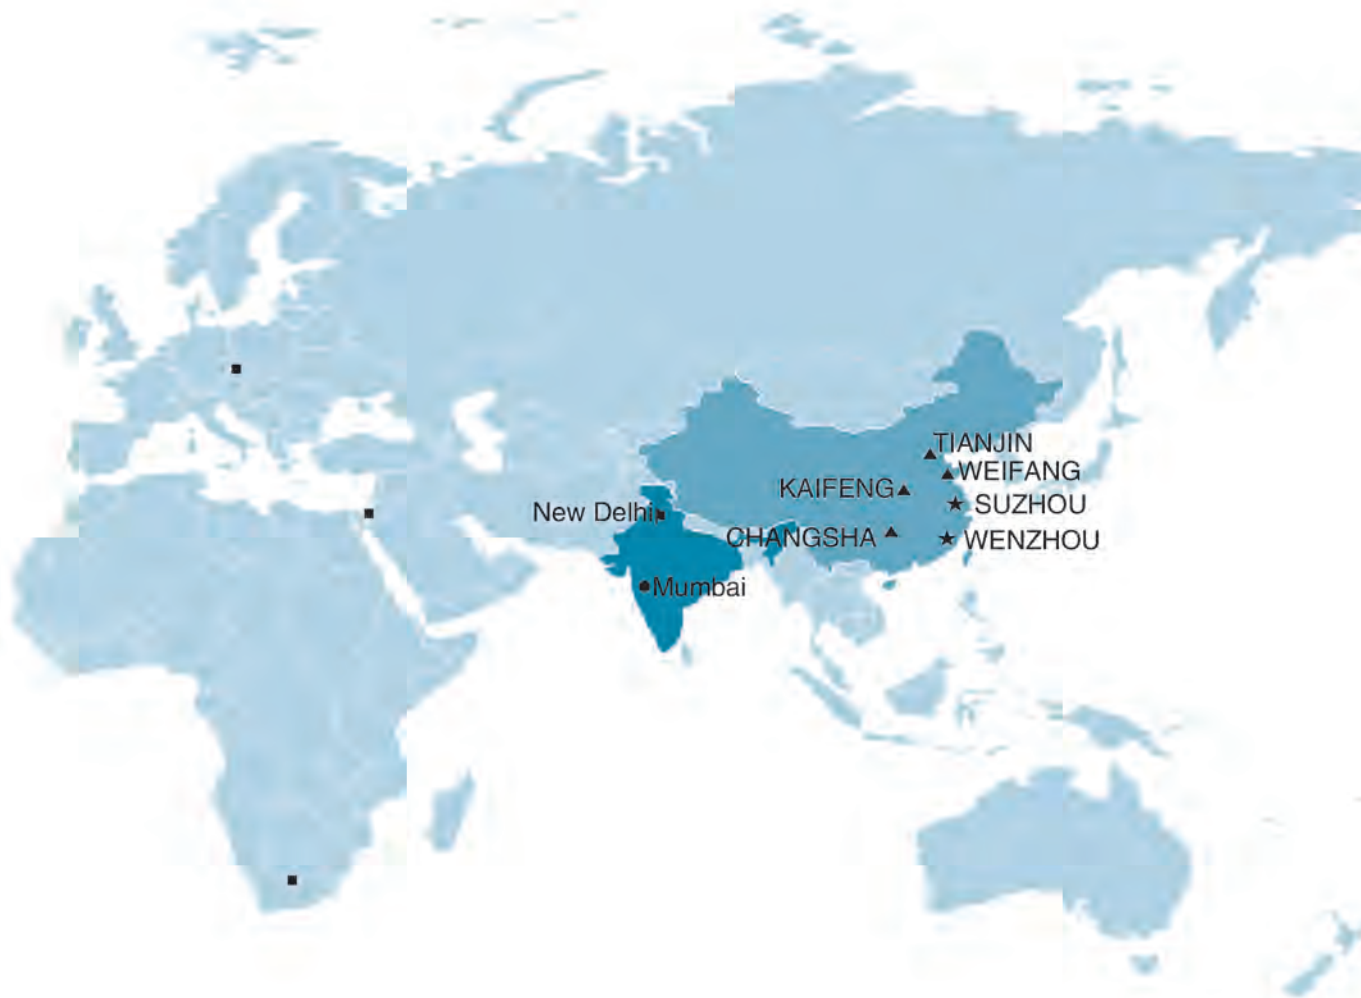 TIANJIN
WEIFANG
KAIFENG
SUZHOU
New Delhi
CHANGSHA
WENZHOU
Mumbai